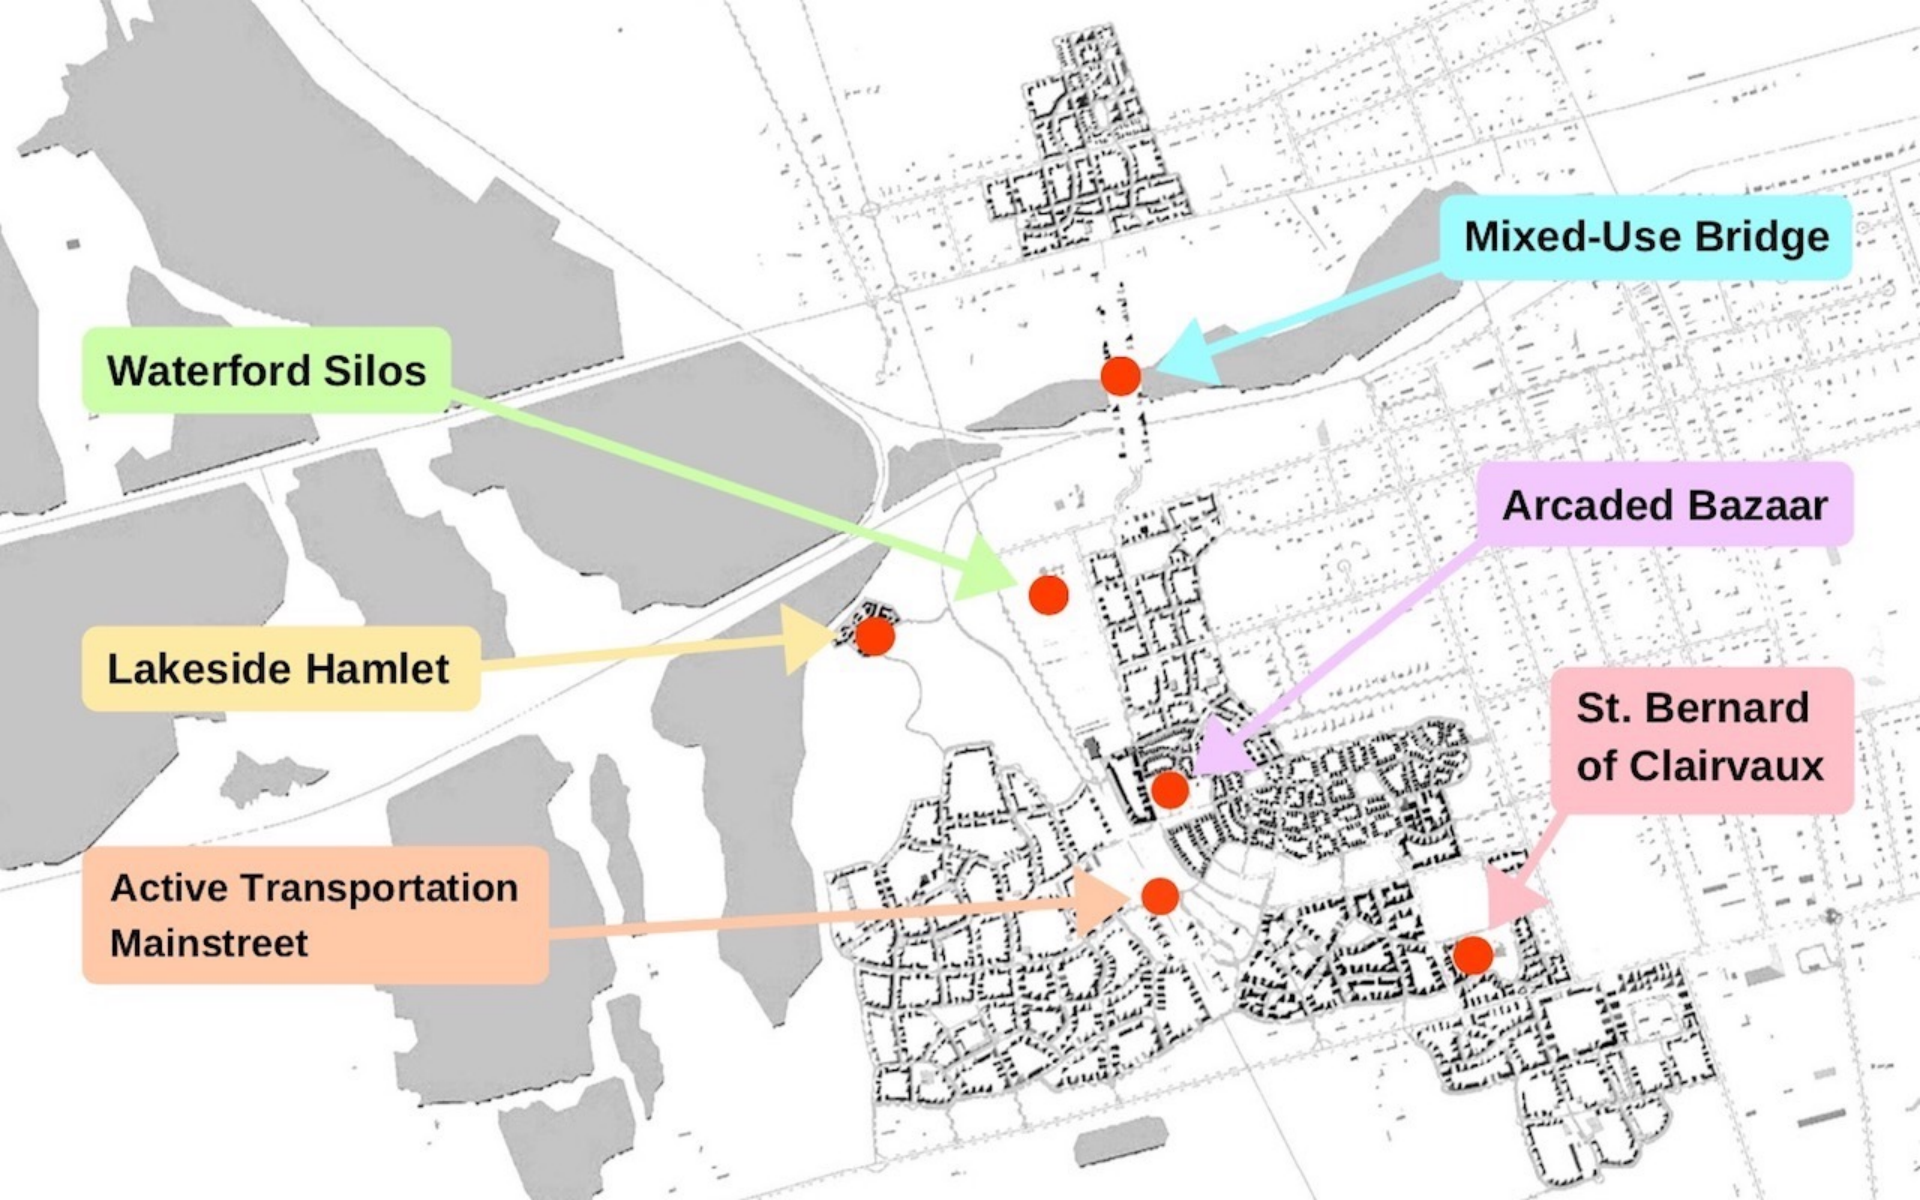 Mixed-Use Bridge
Waterford Silos
Arcaded Bazaar
Lakeside Hamlet
St. Bernard
of Clairvaux
Active Transportation
Mainstreet